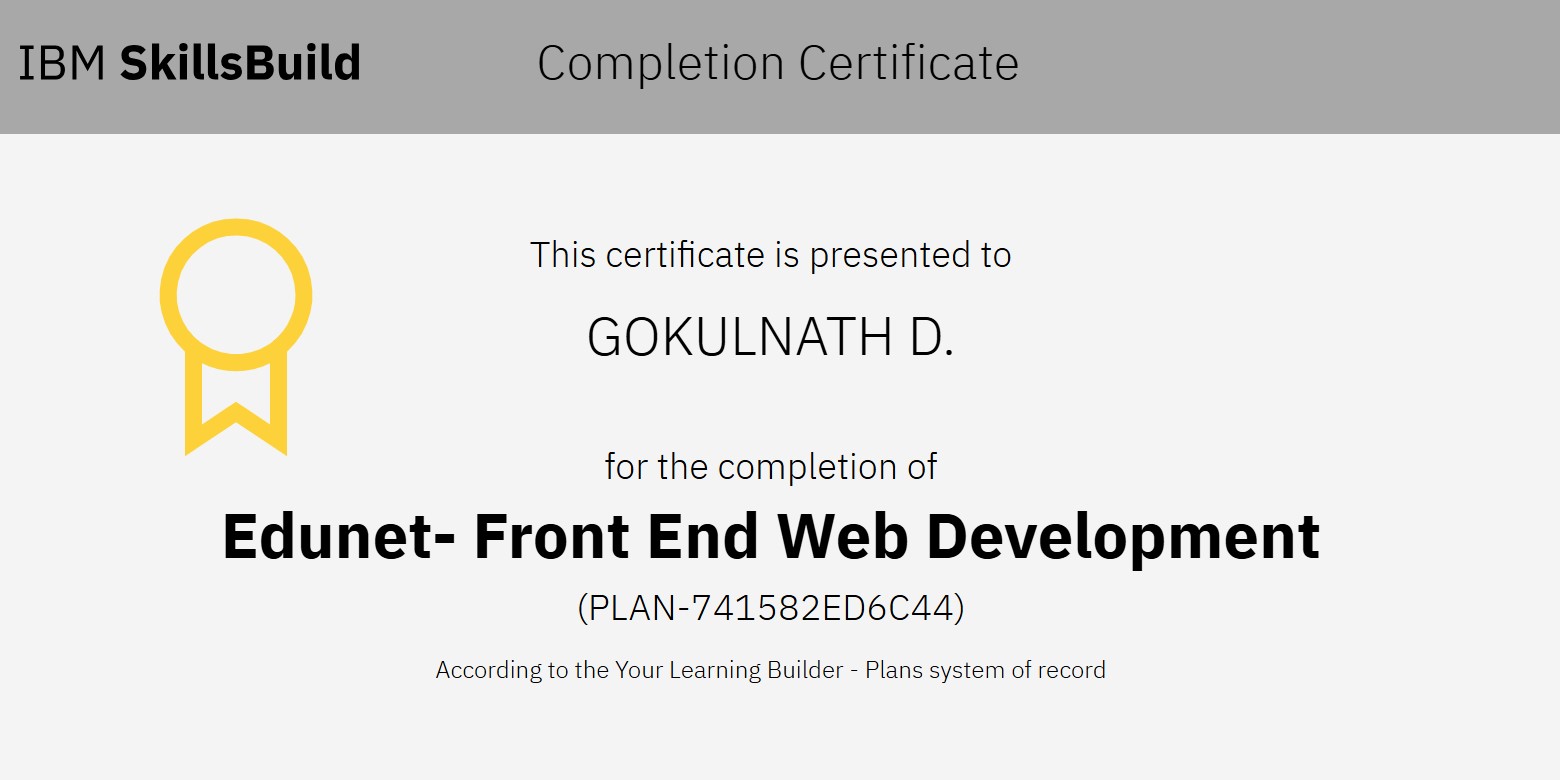 IBM SkillsBuild Completion Certificate
This certificate is presented to
GOKULNATH D.
for the completion of
Edunet- Front End Web Development
(PLAN-741582ED6C44)
According to the Your Learning Builder - Plans system of record